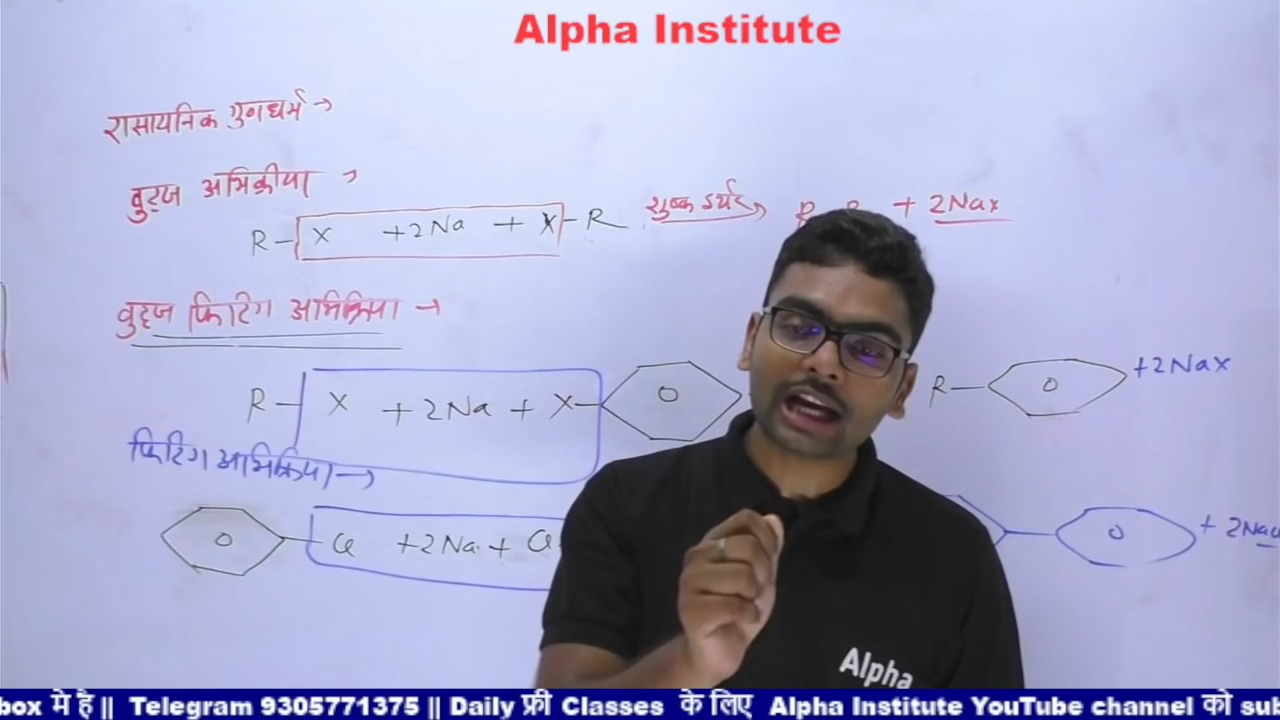 Alpha Institute
रासायनिक गुणधर्म →
वुर्ट्ज अभिक्रीया →
R - X + 2Na + X - R शुष्क ईथर → + 2Nax
वुर्ट्ज फिटिग अभिक्रिया →
R - X + 2Na + X - R - + 2Nax
फिटिग अभिक्रिया →
Cl + 2Na + Cl + 2Nacl
Alpha
box मे है || Telegram 9305771375 || Daily फ्री Classes के लिए Alpha Institute YouTube channel को sub